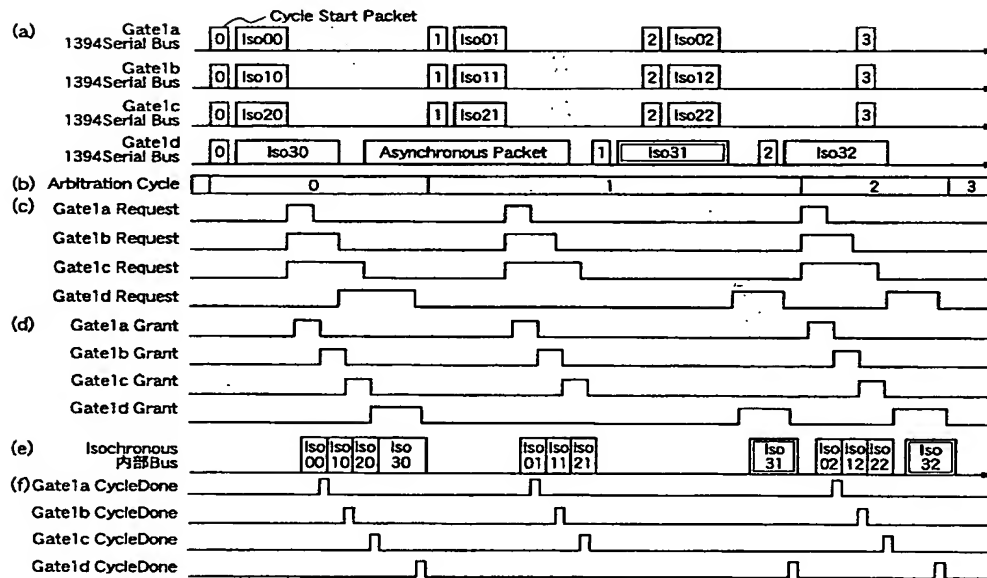 Cycle Start Packet
(a) Gate1a
1394Serial Bus
0 Iso00 1 Iso01 2 Iso02 3
Gate1b
1394Serial Bus
0 Iso10 1 Iso11 2 Iso12 3
Gate1c
1394Serial Bus
0 Iso20 1 Iso21 2 Iso22 3
Gate1d
1394Serial Bus
0 Iso30 Asynchronous Packet 1 Iso31 2 Iso32
(b) Arbitration Cycle 0 1 2 3
(c) Gate1a Request
Gate1b Request
Gate1c Request
Gate1d Request
(d) Gate1a Grant
Gate1b Grant
Gate1c Grant
Gate1d Grant
(e) Isochronous
内部Bus
Iso Iso Iso Iso Iso Iso Iso Iso Iso Iso Iso Iso
00 10 20 30 01 11 21 31 02 12 22 32
(f) Gate1a CycleDone
Gate1b CycleDone
Gate1c CycleDone
Gate1d CycleDone